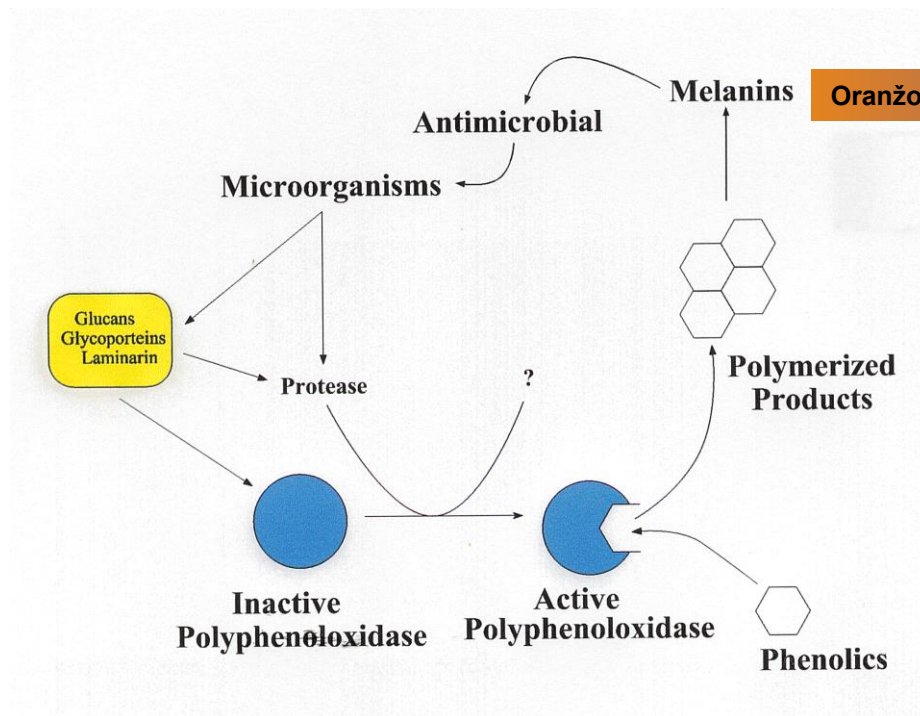 Melanins
Oranžo
Antimicrobial
Microorganisms
Glucans
Glycoporteins
Laminarin
Protease
?
Polymerized
Products
Inactive
Polyphenoloxidase
Active
Polyphenoloxidase
Phenolics